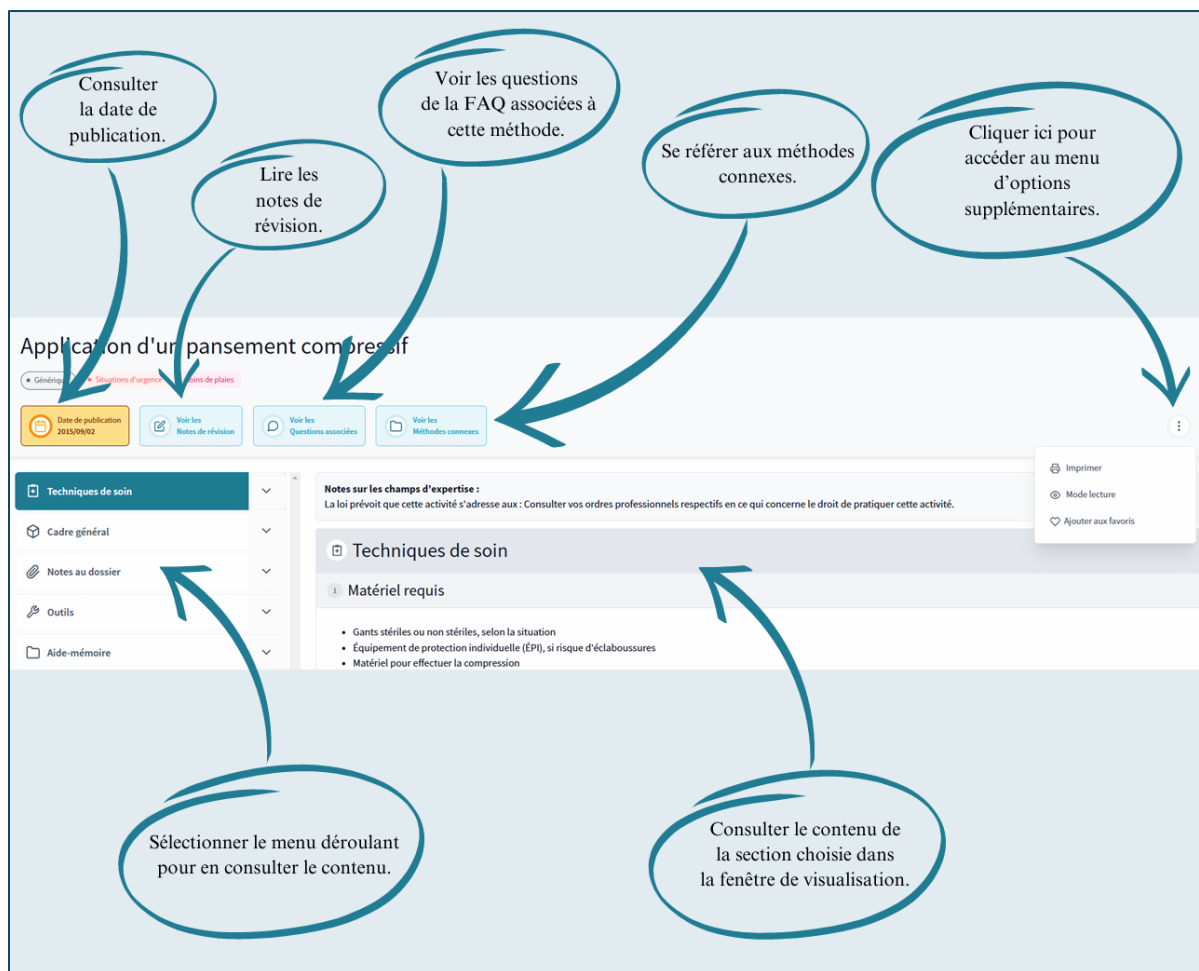 Consulter
la date de
publication.
Voir les questions
de la FAQ associées à
cette méthode.
Lire les
notes de
révision.
Se référer aux méthodes
connexes.
Cliquer ici pour
accéder au menu
d’options
supplémentaires.
Application d'un pansement compressif
Générique
Situations d'urgence
Soins de plaies
Date de publication
2015/09/02
Voir les
Notes de révision
Voir les
Questions associées
Voir les
Méthodes connexes
Imprimer
Mode lecture
Ajouter aux favoris
Techniques de soin
Cadre général
Notes au dossier
Outils
Aide-mémoire
Notes sur les champs d'expertise :
La loi prévoit que cette activité s'adresse aux : Consulter vos ordres professionnels respectifs en ce qui concerne le droit de pratiquer cette activité.
Techniques de soin
1 Matériel requis
• Gants stériles ou non stériles, selon la situation
• Équipement de protection individuelle (ÉPI), si risque d'éclaboussures
• Matériel pour effectuer la compression
Sélectionner le menu déroulant
pour en consulter le contenu.
Consulter le contenu de
la section choisie dans
la fenêtre de visualisation.